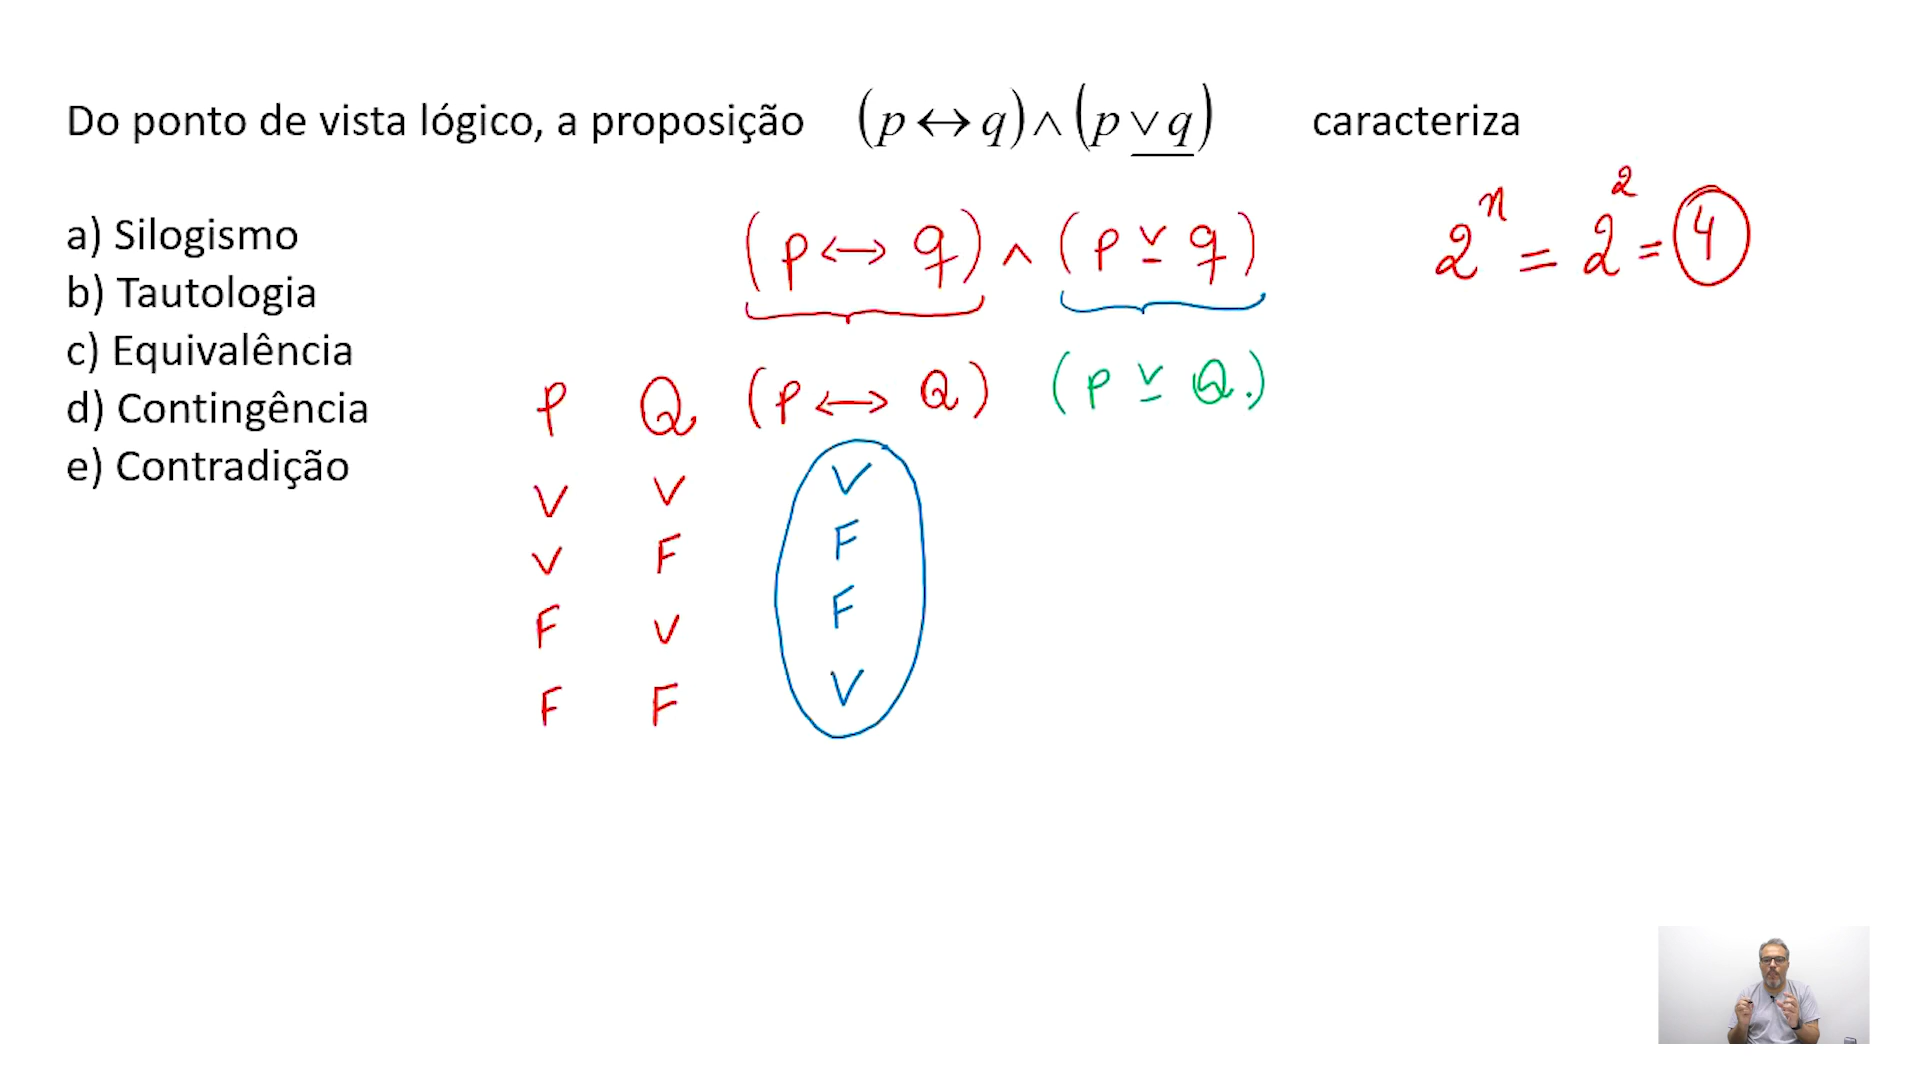 Do ponto de vista lógico, a proposição (p ↔ q) ∧ (p ⊻ q) caracteriza
a) Silogismo
b) Tautologia
c) Equivalência
d) Contingência
e) Contradição
(p ↔ q) ∧ (p ⊻ q)
2ⁿ = 2² = 4
P Q (P ↔ Q) (P ⊻ Q.)
V V V
V F F
F V F
F F V